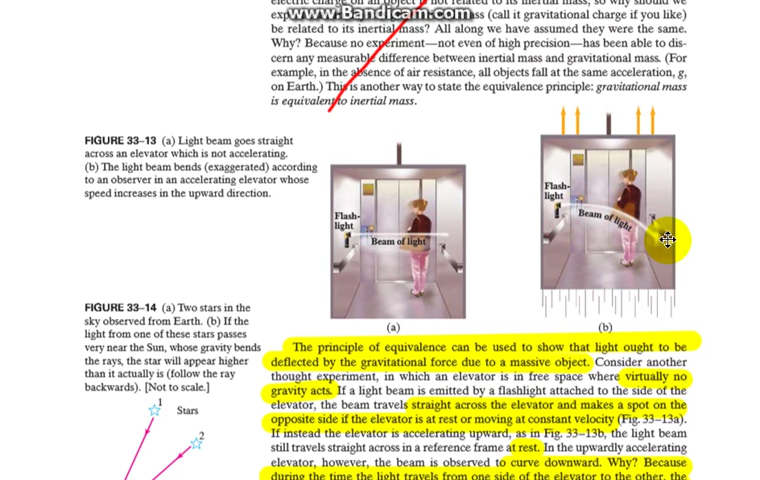 electric charge on an object is not related to its inertial mass, so why should we
www.Bandicam.com
be related to its inertial mass? All along we have assumed they were the same.
Why? Because no experiment—not even of high precision—has been able to dis-
cern any measurable difference between inertial mass and gravitational mass. (For
example, in the absence of air resistance, all objects fall at the same acceleration, g,
on Earth.) This is another way to state the equivalence principle: gravitational mass
is equivalent to inertial mass.
FIGURE 33–13 (a) Light beam goes straight
across an elevator which is not accelerating.
(b) The light beam bends (exaggerated) according
to an observer in an accelerating elevator whose
speed increases in the upward direction.
Flash-
light
Beam of light
(a)
Flash-
light
Beam of light
(b)
FIGURE 33–14 (a) Two stars in the
sky observed from Earth. (b) If the
light from one of these stars passes
very near the Sun, whose gravity bends
the rays, the star will appear higher
than it actually is (follow the ray
backwards). [Not to scale.]
1
Stars
2
The principle of equivalence can be used to show that light ought to be
deflected by the gravitational force due to a massive object. Consider another
thought experiment, in which an elevator is in free space where virtually no
gravity acts. If a light beam is emitted by a flashlight attached to the side of the
elevator, the beam travels straight across the elevator and makes a spot on the
opposite side if the elevator is at rest or moving at constant velocity (Fig. 33–13a).
If instead the elevator is accelerating upward, as in Fig. 33–13b, the light beam
still travels straight across in a reference frame at rest. In the upwardly accelerating
elevator, however, the beam is observed to curve downward. Why? Because
during the time the light travels from one side of the elevator to the other, the